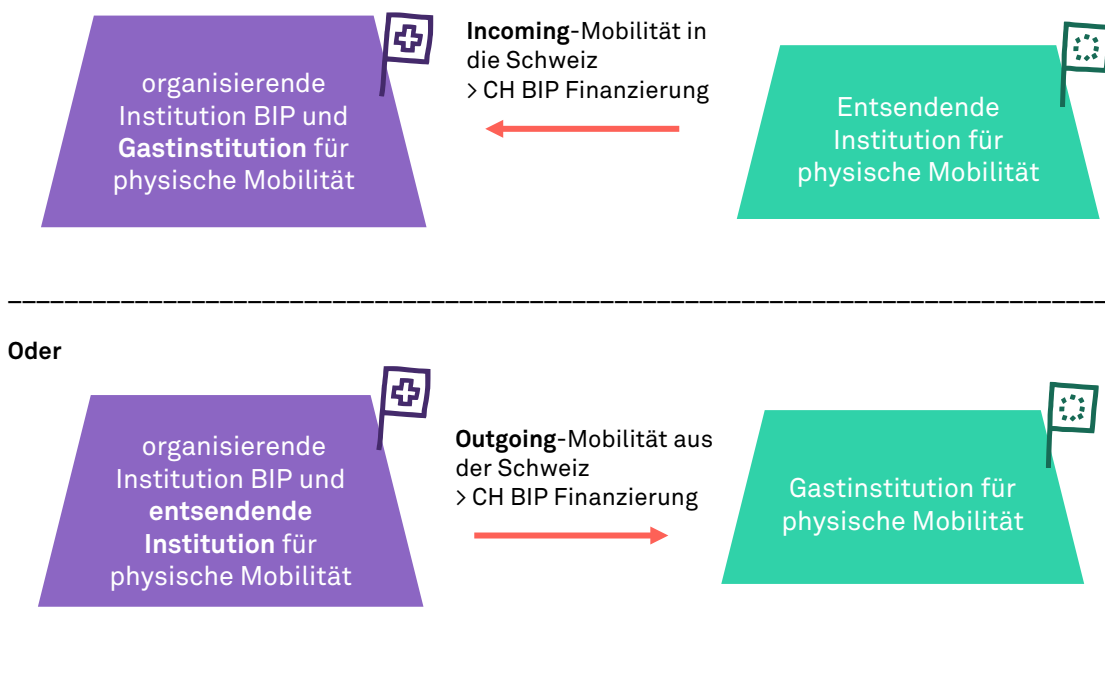 organisierende
Institution BIP und
Gastinstitution für
physische Mobilität
Incoming-Mobilität in
die Schweiz
> CH BIP Finanzierung
Entsendende
Institution für
physische Mobilität
Oder
organisierende
Institution BIP und
entsendende
Institution für
physische Mobilität
Outgoing-Mobilität aus
der Schweiz
> CH BIP Finanzierung
Gastinstitution für
physische Mobilität